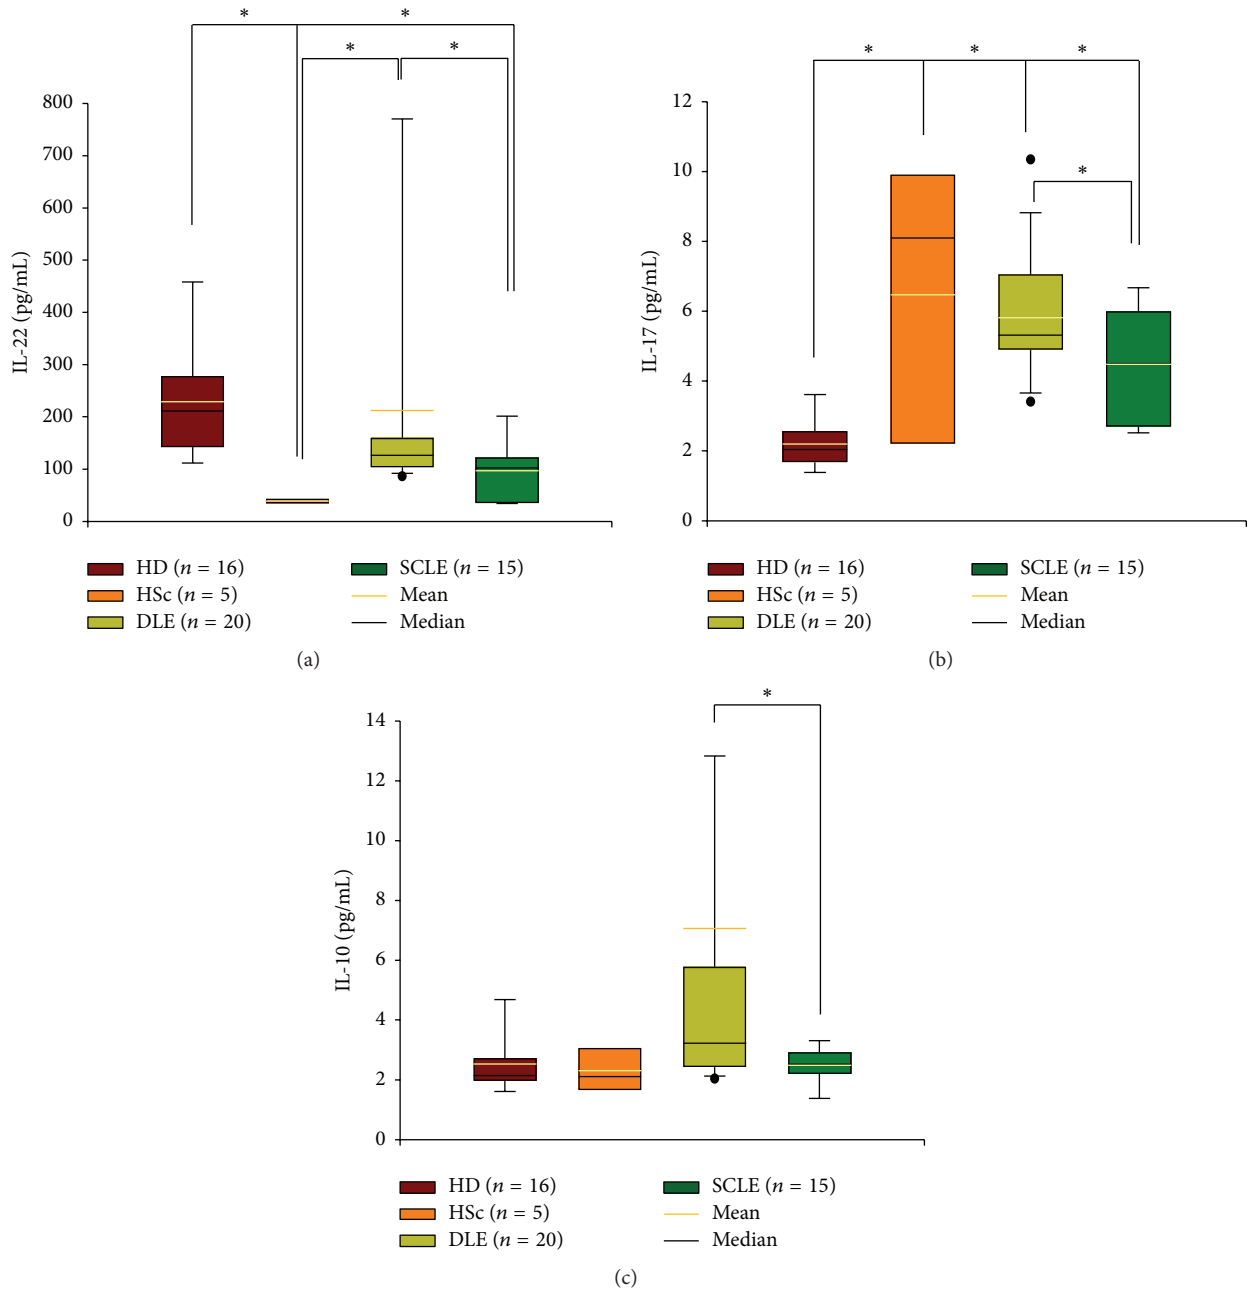 * *
* *
800
700
600
500
400
300
200
100
0
IL-22 (pg/mL)
HD (n = 16)
HSc (n = 5)
DLE (n = 20)
SCLE (n = 15)
Mean
Median
(a)
* * *
*
12
10
8
6
4
2
0
IL-17 (pg/mL)
HD (n = 16)
HSc (n = 5)
DLE (n = 20)
SCLE (n = 15)
Mean
Median
(b)
*
14
12
10
8
6
4
2
0
IL-10 (pg/mL)
HD (n = 16)
HSc (n = 5)
DLE (n = 20)
SCLE (n = 15)
Mean
Median
(c)